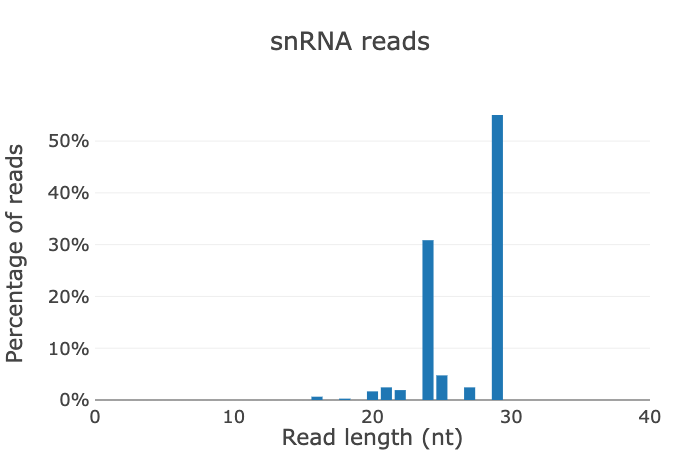 snRNA reads
Percentage of reads
50%
40%
30%
20%
10%
0%
0 10 20 30 40
Read length (nt)